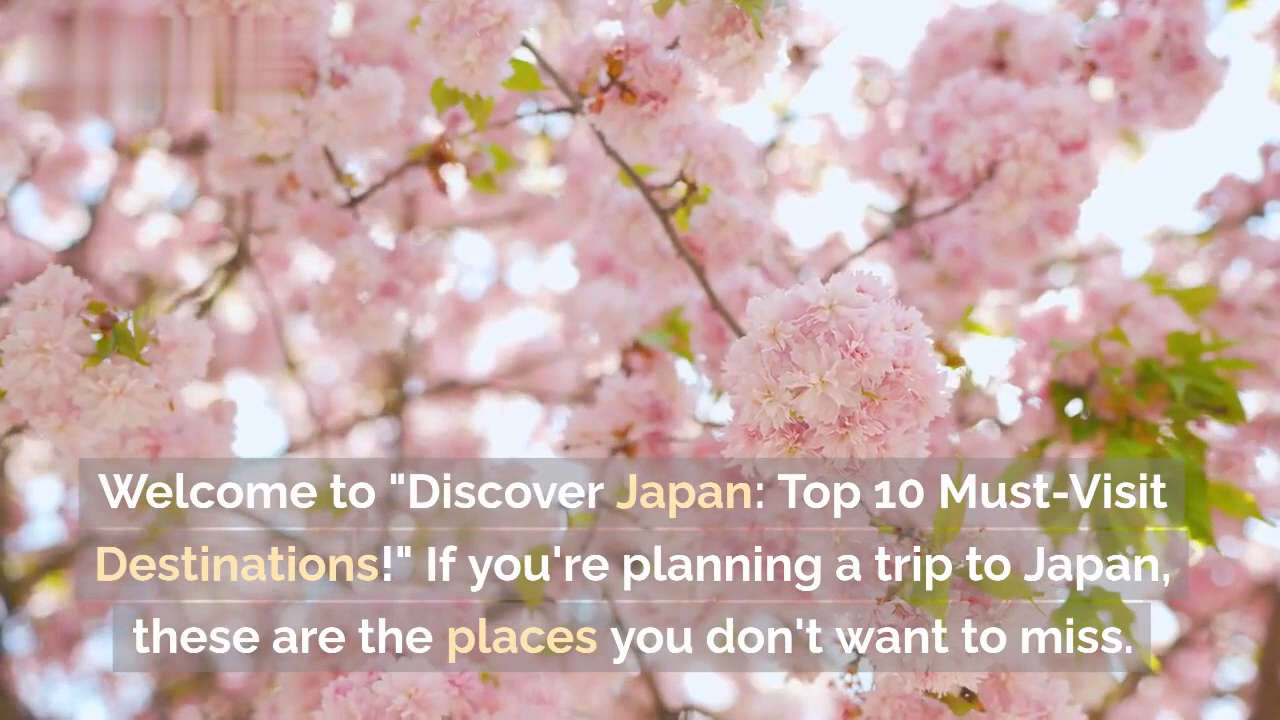 Welcome to "Discover Japan: Top 10 Must-Visit
Destinations!" If you're planning a trip to Japan,
these are the places you don't want to miss.